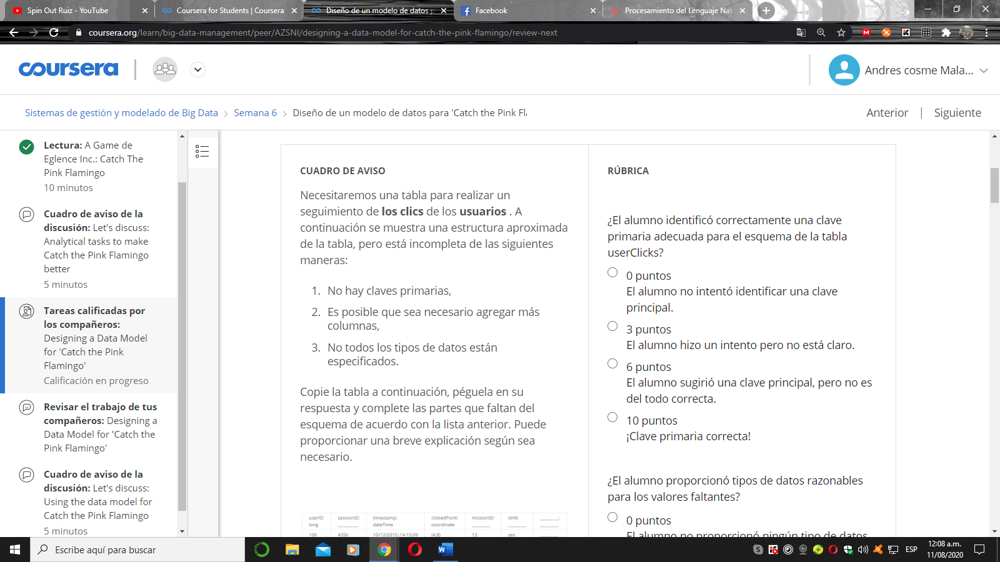 Spin Out Ruiz - YouTube
Coursera for Students | Coursera
Diseño de un modelo de datos p
Facebook
Procesamiento del Lenguaje Nat
coursera.org/learn/big-data-management/peer/AZSNI/designing-a-data-model-for-catch-the-pink-flamingo/review-next
coursera
Andres cosme Mala...
Sistemas de gestión y modelado de Big Data > Semana 6 > Diseño de un modelo de datos para 'Catch the Pink Fl
Anterior | Siguiente
Lectura: A Game de
Eglence Inc.: Catch The
Pink Flamingo
10 minutos
Cuadro de aviso de la
discusión: Let's discuss:
Analytical tasks to make
Catch the Pink Flamingo
better
5 minutos
Tareas calificadas por
los compañeros:
Designing a Data Model
for 'Catch the Pink
Flamingo'
Calificación en progreso
Revisar el trabajo de tus
compañeros: Designing a
Data Model for 'Catch the
Pink Flamingo'
Cuadro de aviso de la
discusión: Let's discuss:
Using the data model for
Catch the Pink Flamingo
5 minutos
CUADRO DE AVISO
Necesitaremos una tabla para realizar un
seguimiento de los clics de los usuarios . A
continuación se muestra una estructura aproximada
de la tabla, pero está incompleta de las siguientes
maneras:
1. No hay claves primarias,
2. Es posible que sea necesario agregar más
columnas,
3. No todos los tipos de datos están
especificados.
Copie la tabla a continuación, péguela en su
respuesta y complete las partes que faltan del
esquema de acuerdo con la lista anterior. Puede
proporcionar una breve explicación según sea
necesario.
userID: sessionID: timestamp: clickedPoint: missionID: isHit: ______:
long ______ dateTime coordinate ______ ______ ______
100 4356 10/12/2015::14:15:09 (4,8) 13 yes
RÚBRICA
¿El alumno identificó correctamente una clave
primaria adecuada para el esquema de la tabla
userClicks?
0 puntos
El alumno no intentó identificar una clave
principal.
3 puntos
El alumno hizo un intento pero no está claro.
6 puntos
El alumno sugirió una clave principal, pero no es
del todo correcta.
10 puntos
¡Clave primaria correcta!
¿El alumno proporcionó tipos de datos razonables
para los valores faltantes?
0 puntos
El alumno no proporcionó ningún tipo de datos
Escribe aquí para buscar
ESP
12:08 a.m.
11/08/2020